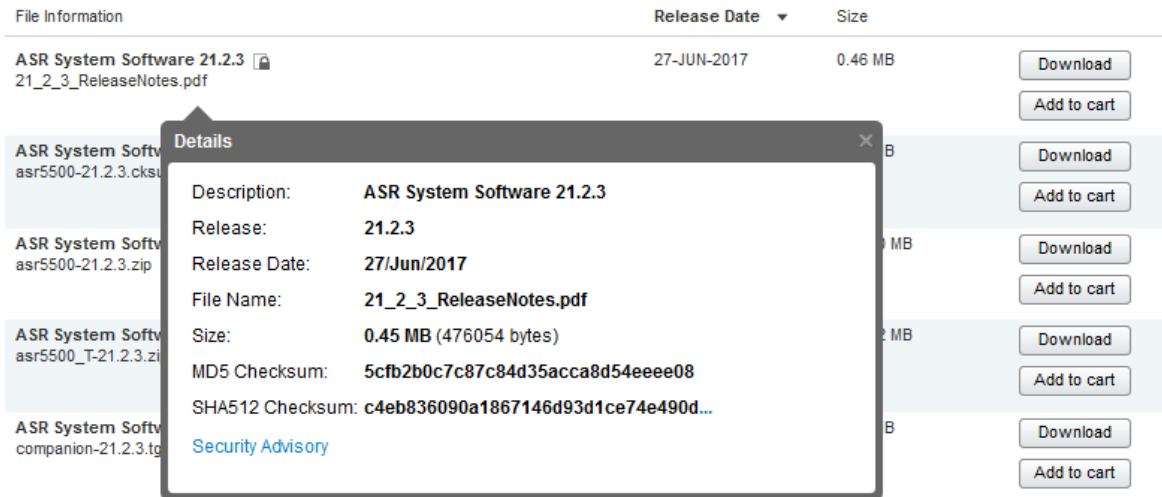 File Information Release Date Size
ASR System Software 21.2.3 27-JUN-2017 0.46 MB Download
21_2_3_ReleaseNotes.pdf
Add to cart
Details
ASR System Softw B Download
asr5500-21.2.3.cksu
Add to cart
Description: ASR System Software 21.2.3
Release: 21.2.3
ASR System Softw MB Download
asr5500-21.2.3.zip
Release Date: 27/Jun/2017
Add to cart
File Name: 21_2_3_ReleaseNotes.pdf
ASR System Softw 2 MB Download
Size: 0.45 MB (476054 bytes)
asr5500_T-21.2.3.zi
MD5 Checksum: 5cfb2b0c7c87c84d35acca8d54eeee08
Add to cart
SHA512 Checksum: c4eb836090a1867146d93d1ce74e490d...
ASR System Softw B Download
companion-21.2.3.tg
Security Advisory
Add to cart